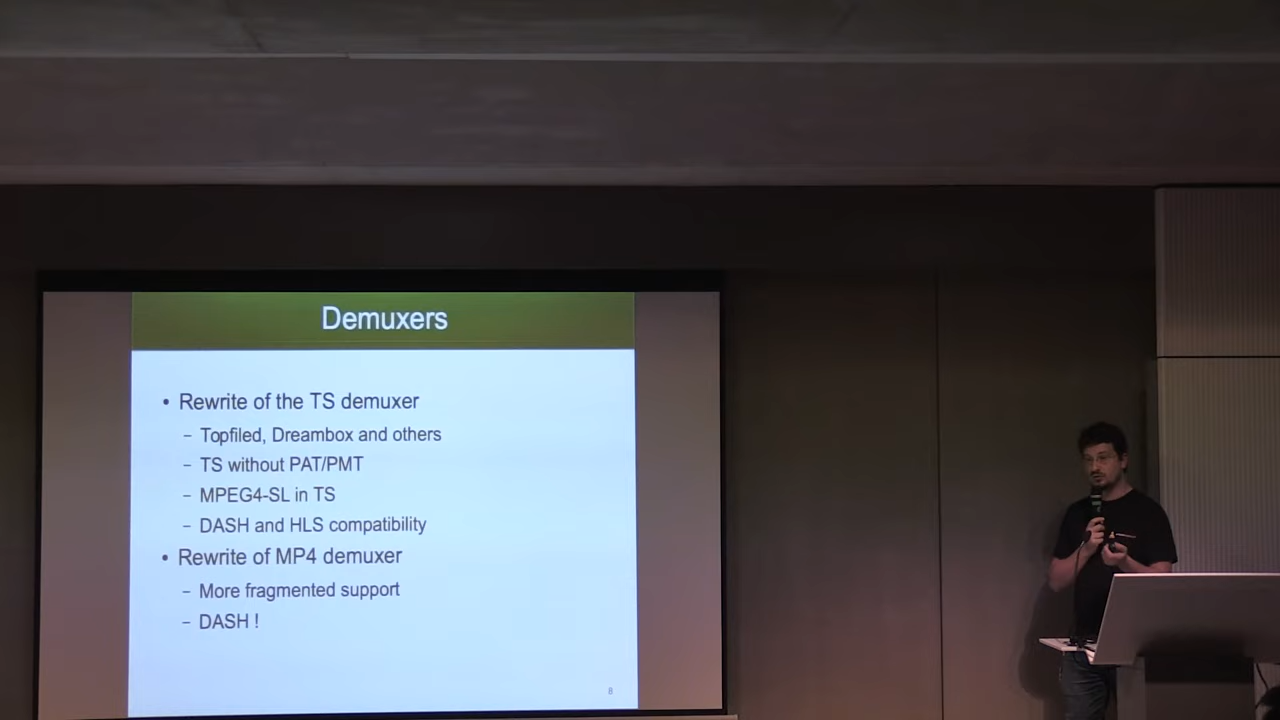 Demuxers
• Rewrite of the TS demuxer
– Topfiled, Dreambox and others
– TS without PAT/PMT
– MPEG4-SL in TS
– DASH and HLS compatibility
• Rewrite of MP4 demuxer
– More fragmented support
– DASH !
8